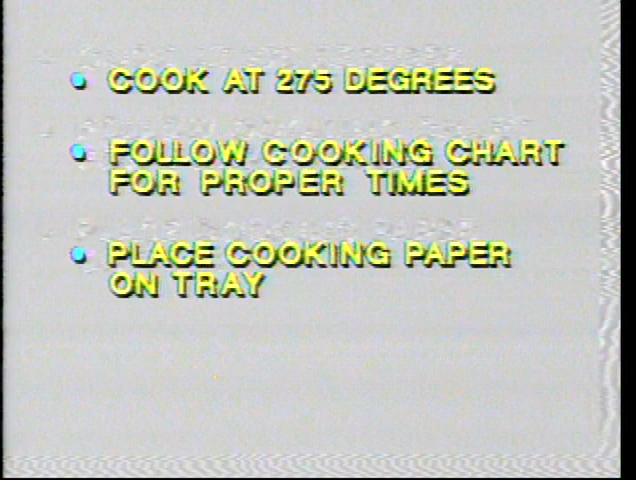 • COOK AT 275 DEGREES
• FOLLOW COOKING CHART
FOR PROPER TIMES
• PLACE COOKING PAPER
ON TRAY